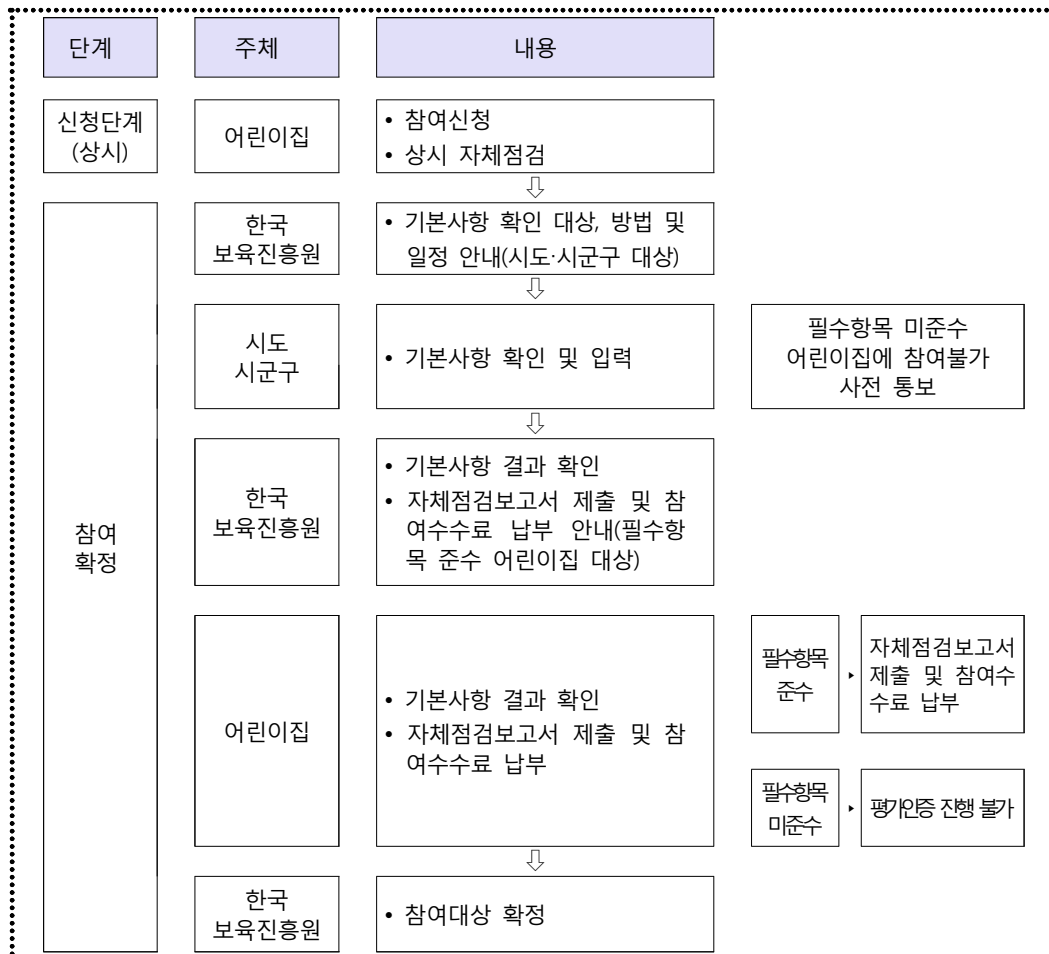 단계
주체
내용
신청단계
(상시)
어린이집
• 참여신청
• 상시 자체점검
참여
확정
한국
보육진흥원
• 기본사항 확인 대상, 방법 및
일정 안내(시도·시군구 대상)
시도
시군구
• 기본사항 확인 및 입력
필수항목 미준수
어린이집에 참여불가
사전 통보
한국
보육진흥원
• 기본사항 결과 확인
• 자체점검보고서 제출 및 참
여수수료 납부 안내(필수항
목 준수 어린이집 대상)
어린이집
• 기본사항 결과 확인
• 자체점검보고서 제출 및 참
여수수료 납부
필수항목
준수
자체점검보고서
제출 및 참여수
수료 납부
필수항목
미준수
평가인증 진행 불가
한국
보육진흥원
• 참여대상 확정